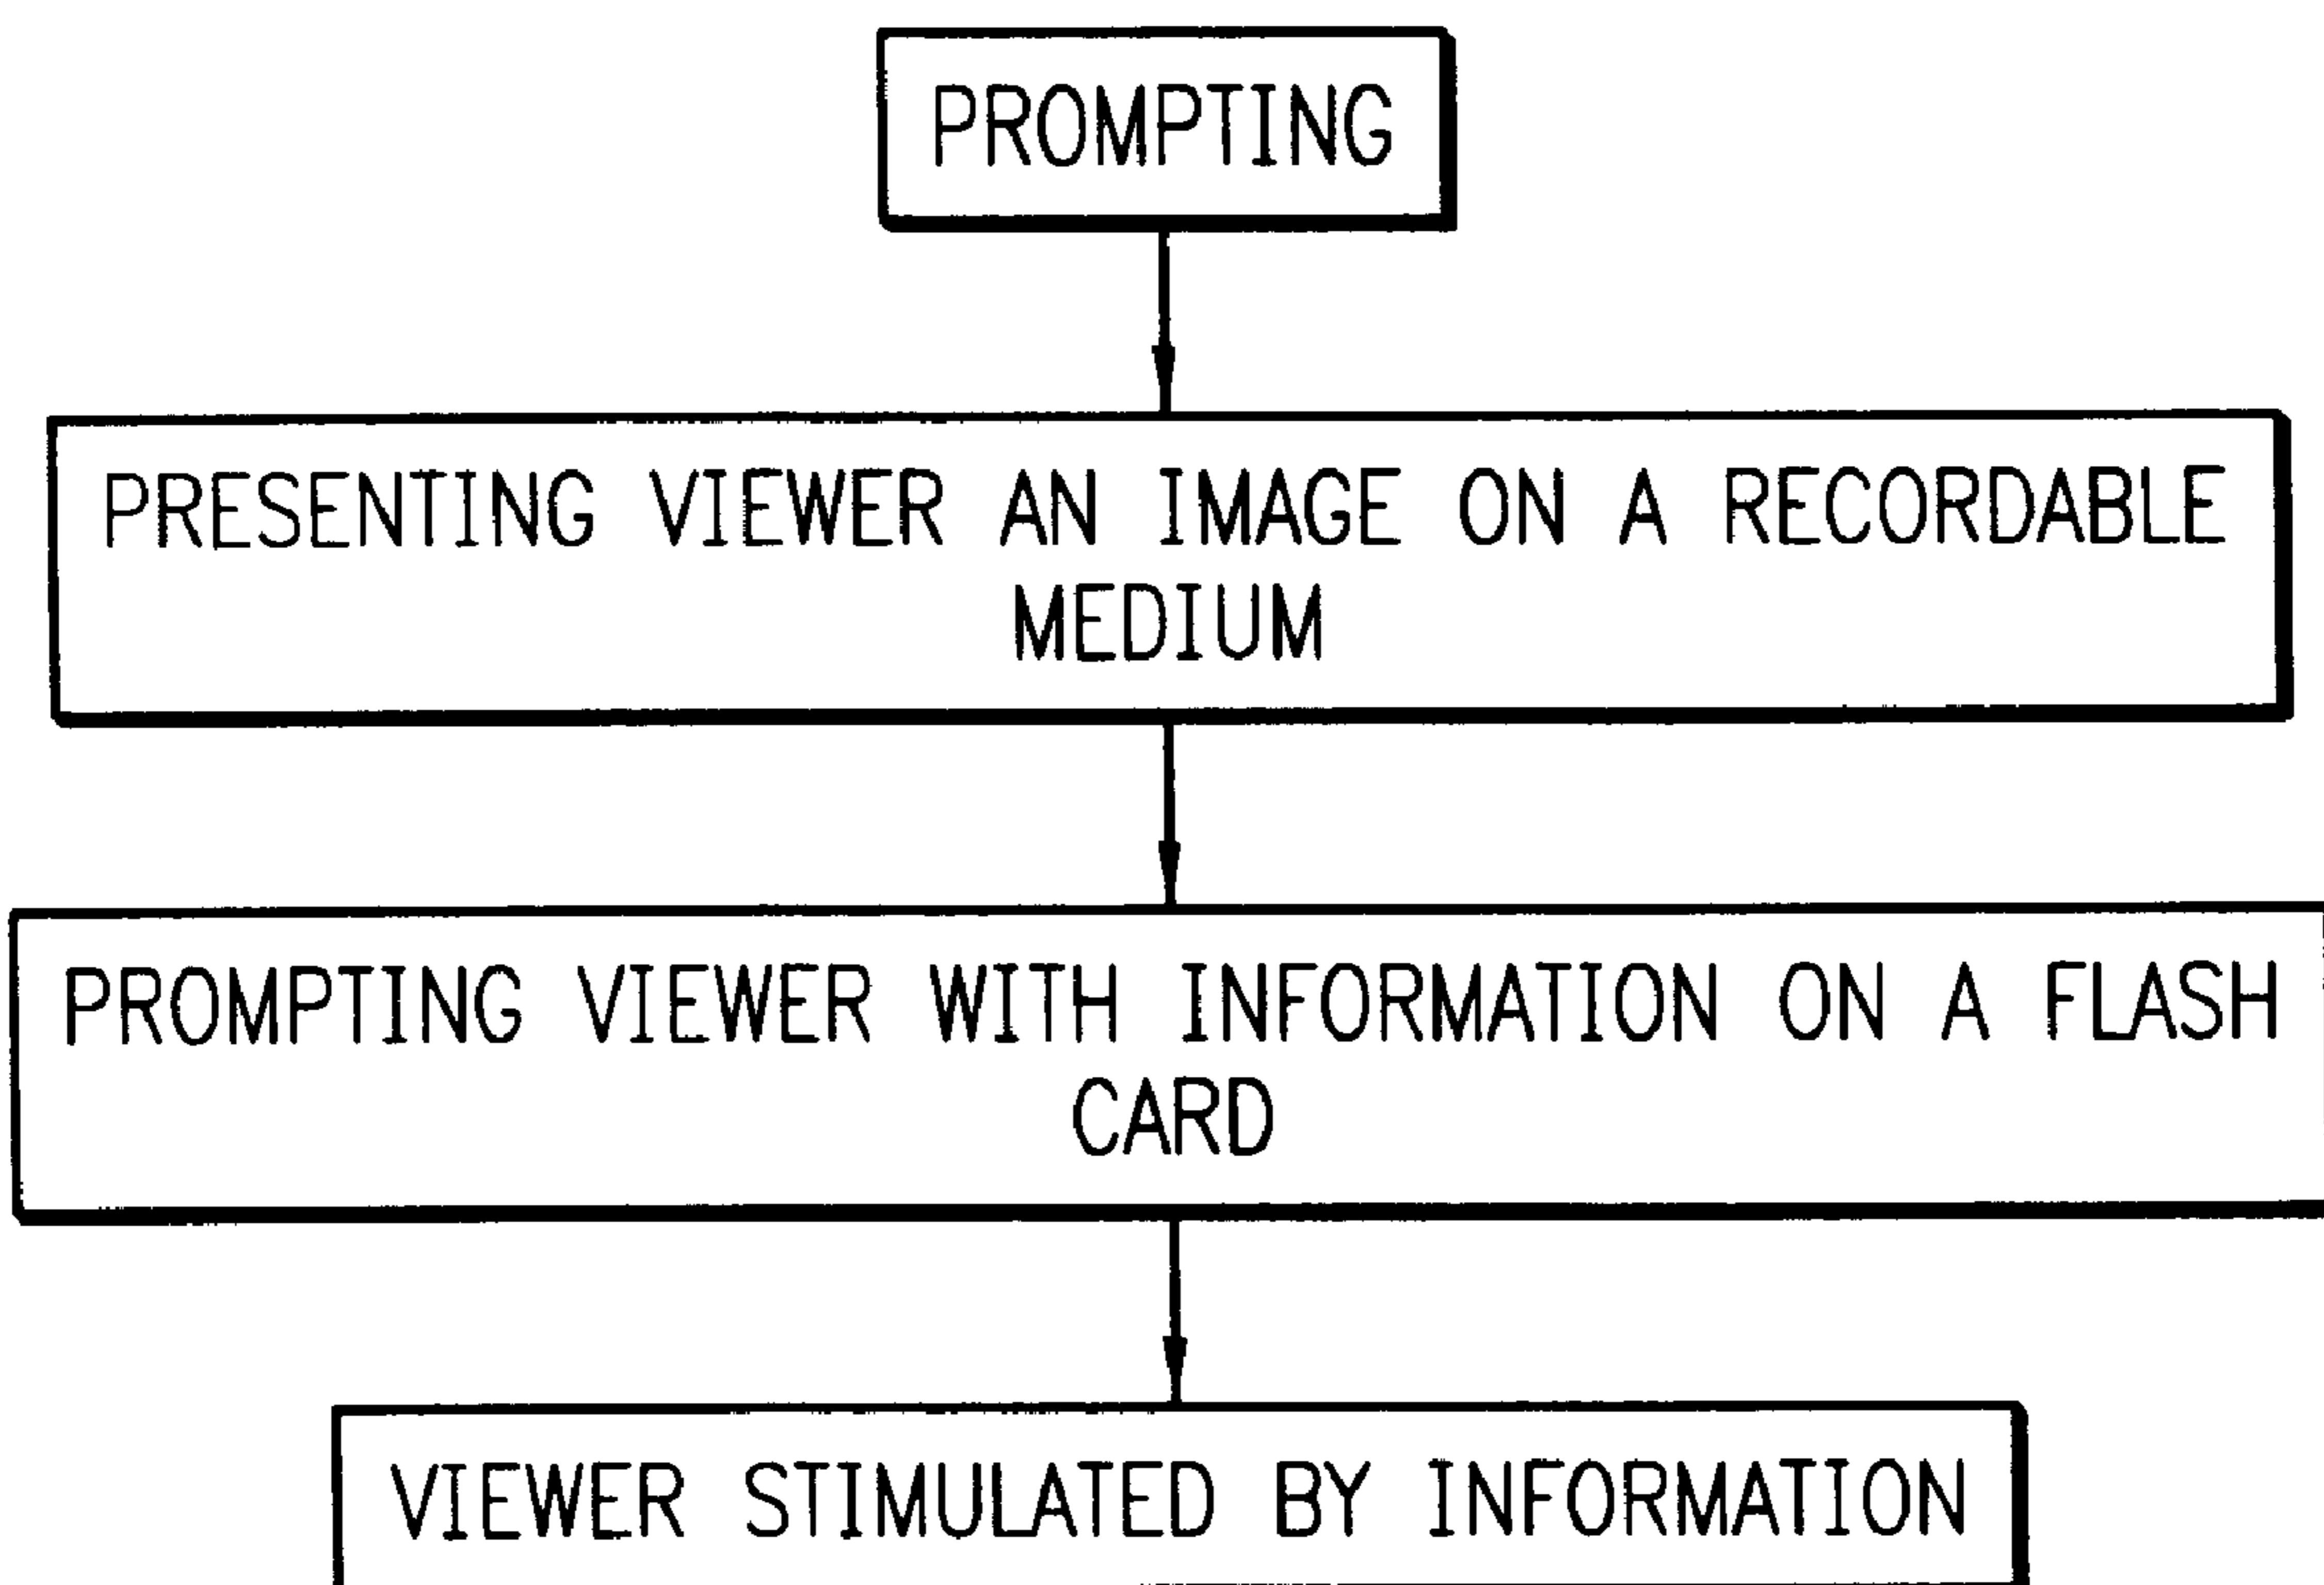 PROMPTING
PRESENTING VIEWER AN IMAGE ON A RECORDABLE
MEDIUM
PROMPTING VIEWER WITH INFORMATION ON A FLASH
CARD
VIEWER STIMULATED BY INFORMATION